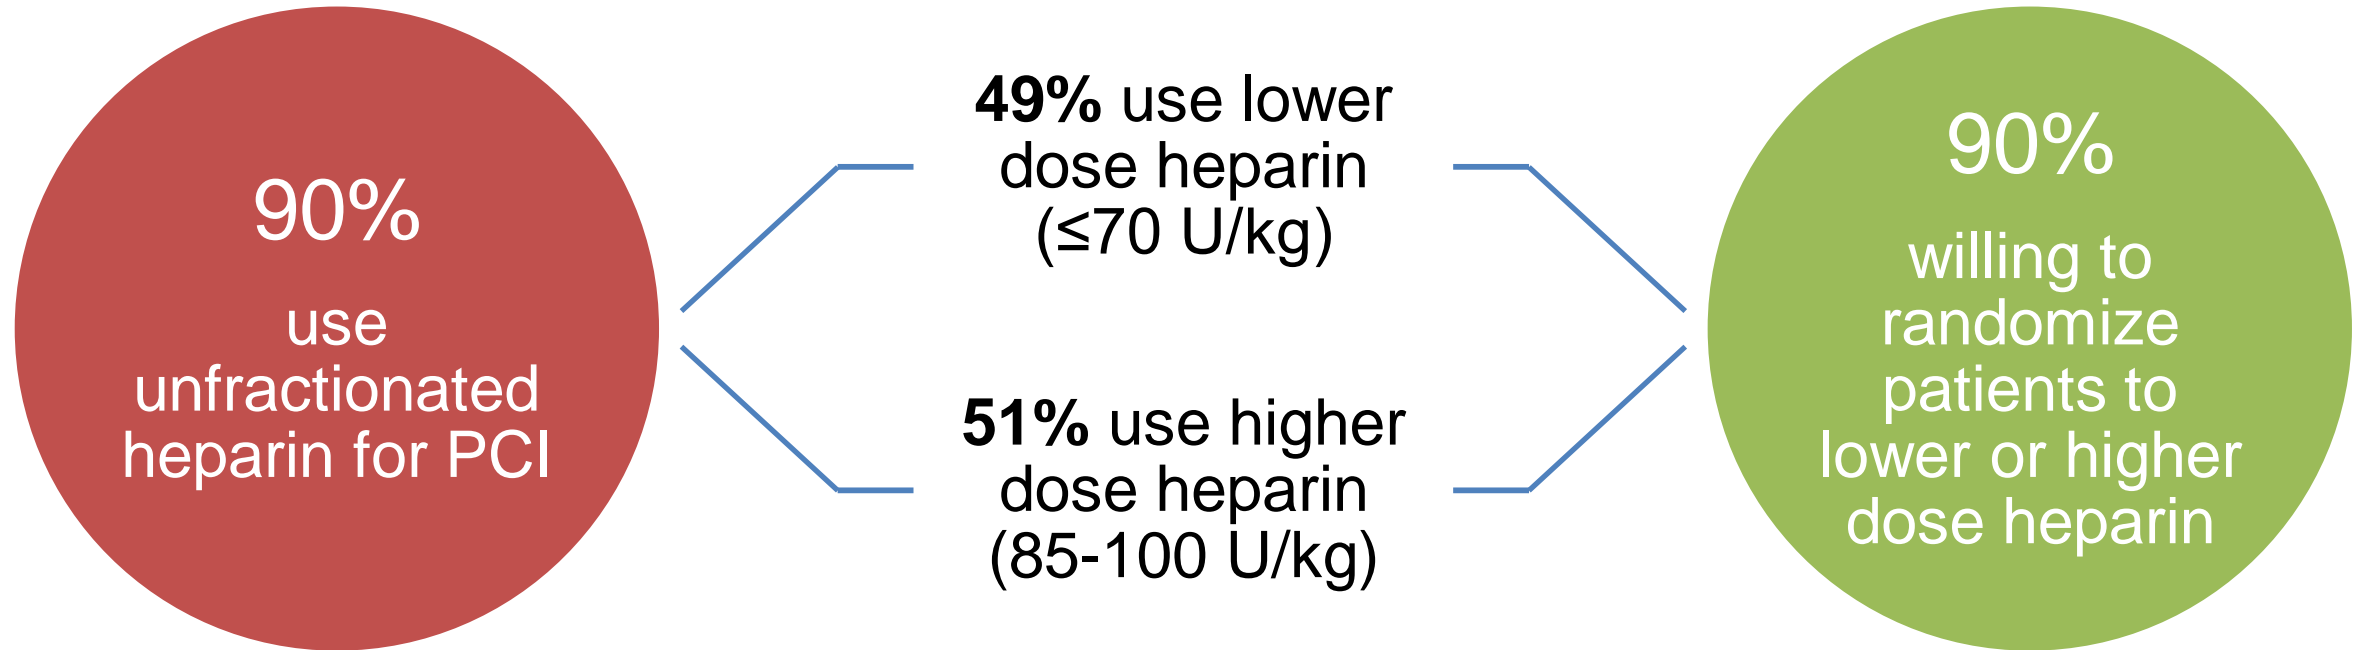 90%
use
unfractionated
heparin for PCI
49% use lower
dose heparin
(≤70 U/kg)
51% use higher
dose heparin
(85-100 U/kg)
90%
willing to
randomize
patients to
lower or higher
dose heparin